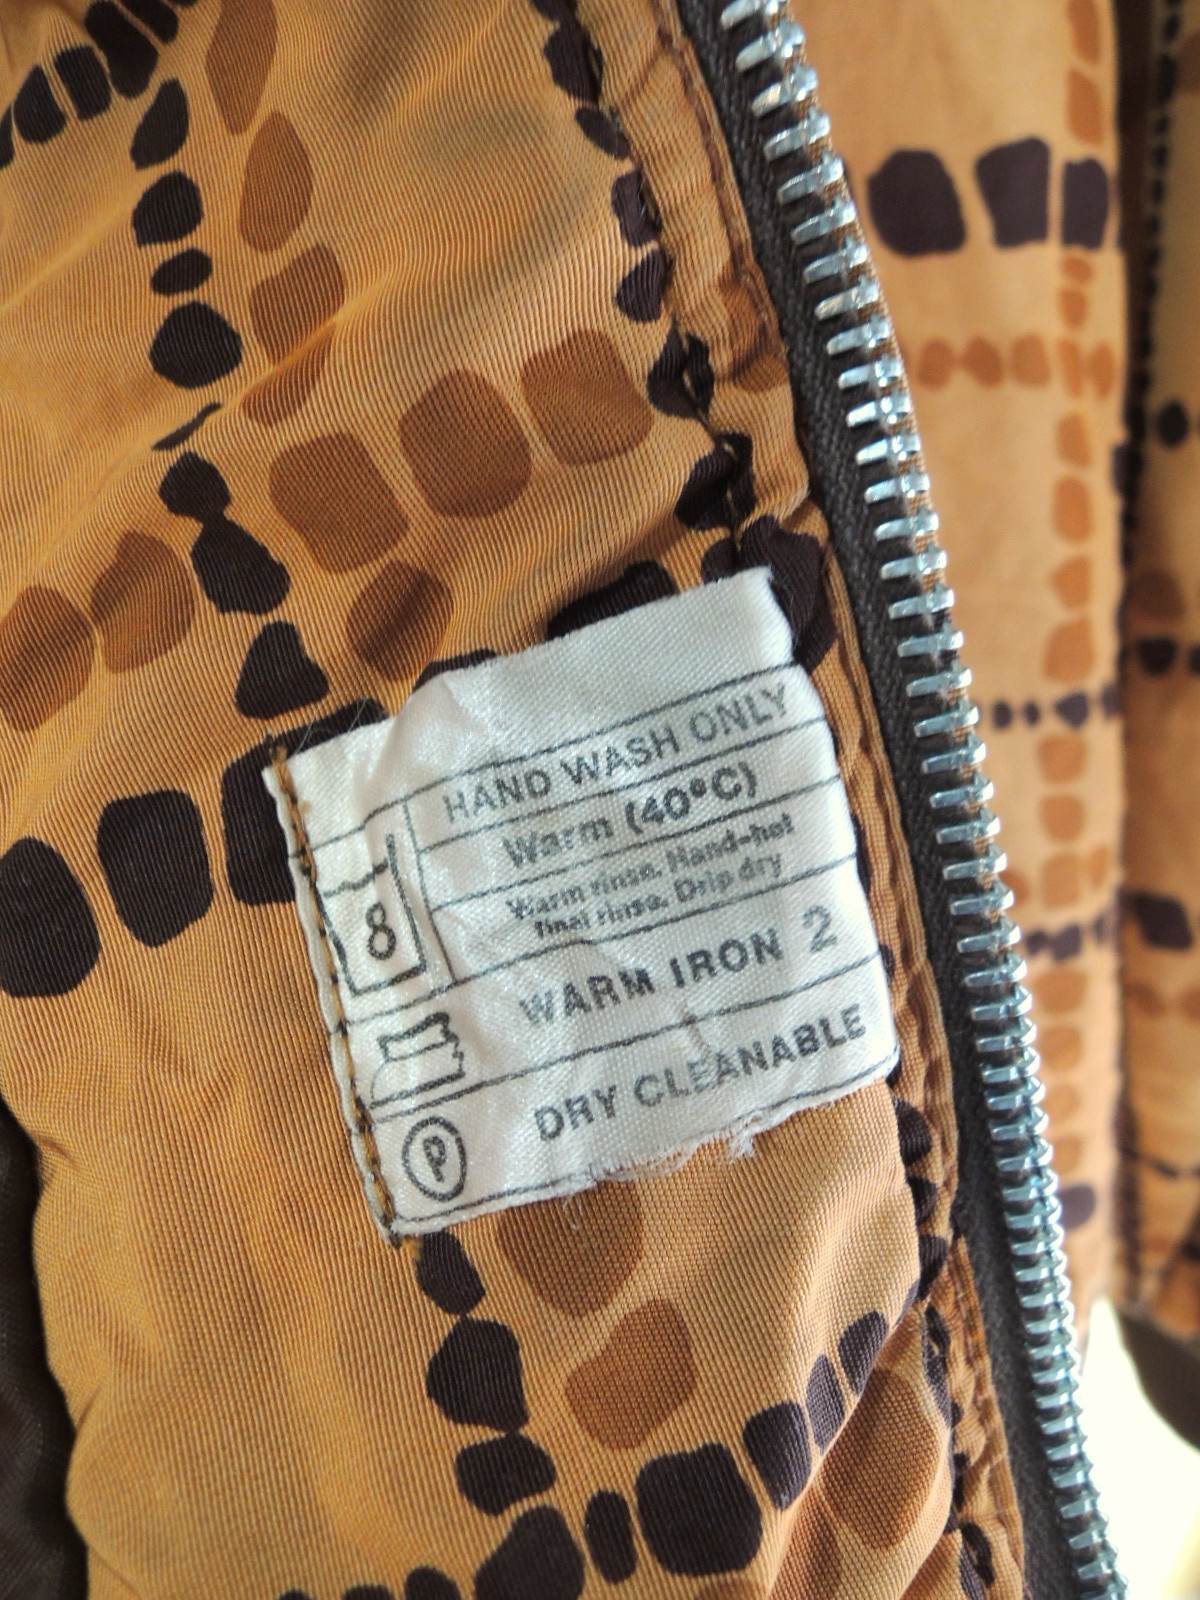 HAND WASH ONLY
8
Warm (40°C)
Warm rinse. Hand-hot
final rinse. Drip dry
WARM IRON 2
P
DRY CLEANABLE